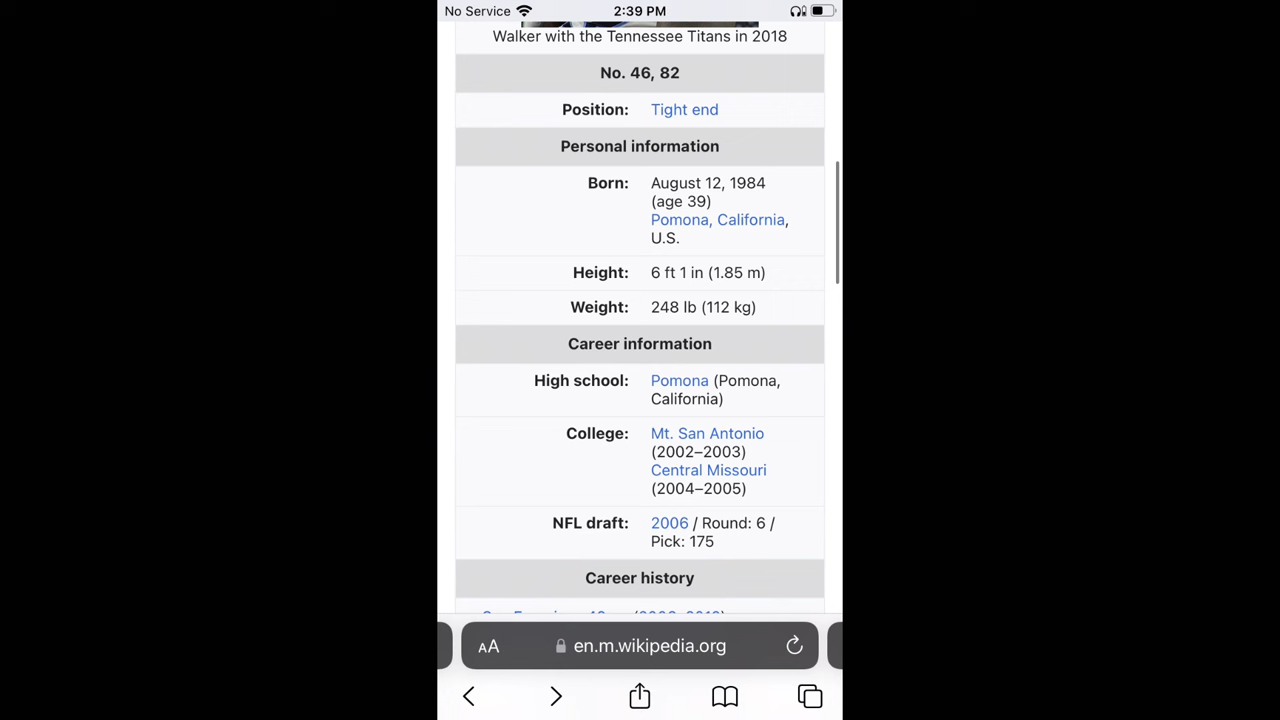 No Service 2:39 PM
Walker with the Tennessee Titans in 2018
No. 46, 82
Position: Tight end
Personal information
Born: August 12, 1984
(age 39)
Pomona, California,
U.S.
Height: 6 ft 1 in (1.85 m)
Weight: 248 lb (112 kg)
Career information
High school: Pomona (Pomona,
California)
College: Mt. San Antonio
(2002–2003)
Central Missouri
(2004–2005)
NFL draft: 2006 / Round: 6 /
Pick: 175
Career history
AA en.m.wikipedia.org